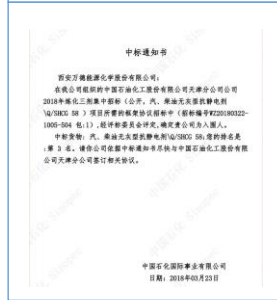 中标通知书
西安万德能源化学股份有限公司:
在我公司组织的中国石油化工股份有限公司天津分公司公司
2018年炼化三剂集中招标(公开,汽、柴油无灰型抗静电剂
\Q/SHCG 58 )项目所需的框架协议招标中(招标编号WZ20180322-
1005-504 包:1),经评标委员会评定,确定贵公司为入围人。
中标货物:汽、柴油无灰型抗静电剂\Q/SHCG 58;您的排名是
:第 3 名。请你公司依据中标通知书尽快与中国石油化工股份有限
公司天津分公司签订相关协议。
中国石化国际事业有限公司
日期:2018年03月23日